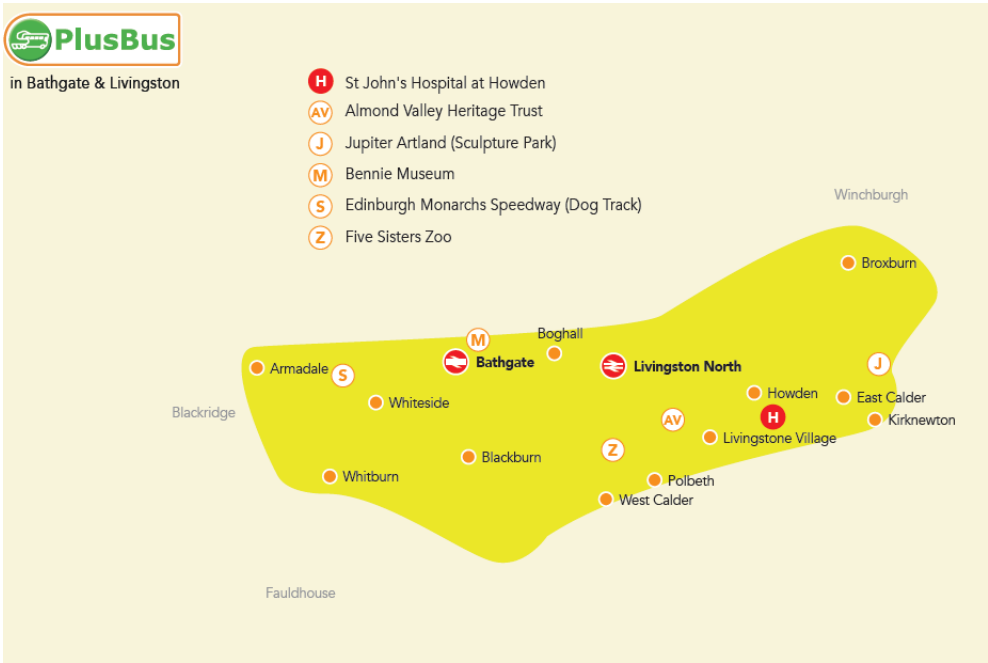 PlusBus
in Bathgate & Livingston
H St John's Hospital at Howden
AV Almond Valley Heritage Trust
J Jupiter Artland (Sculpture Park)
M Bennie Museum
S Edinburgh Monarchs Speedway (Dog Track)
Z Five Sisters Zoo
Winchburgh
Broxburn
Boghall
M
Bathgate
Livingston North
J
Armadale
S
Whiteside
Howden
East Calder
Blackridge
AV
H
Kirknewton
Livingstone Village
Z
Blackburn
Whitburn
Polbeth
West Calder
Fauldhouse